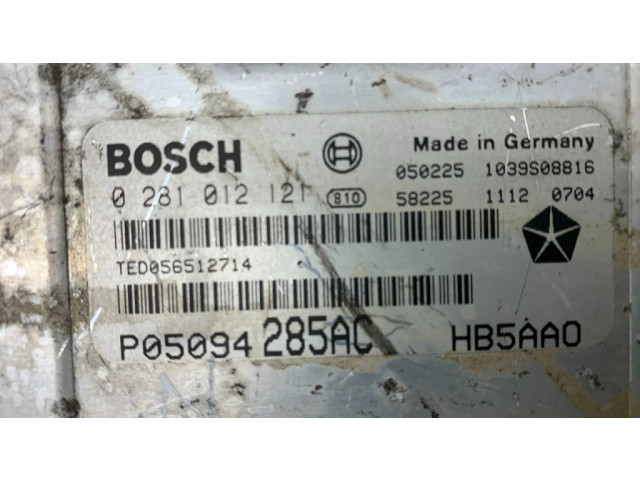 BOSCH Made in Germany
050225 1039S08816
0 281 012 121 810 58225 1112 0704
TED056512714
P05094 285AC HB5AA0